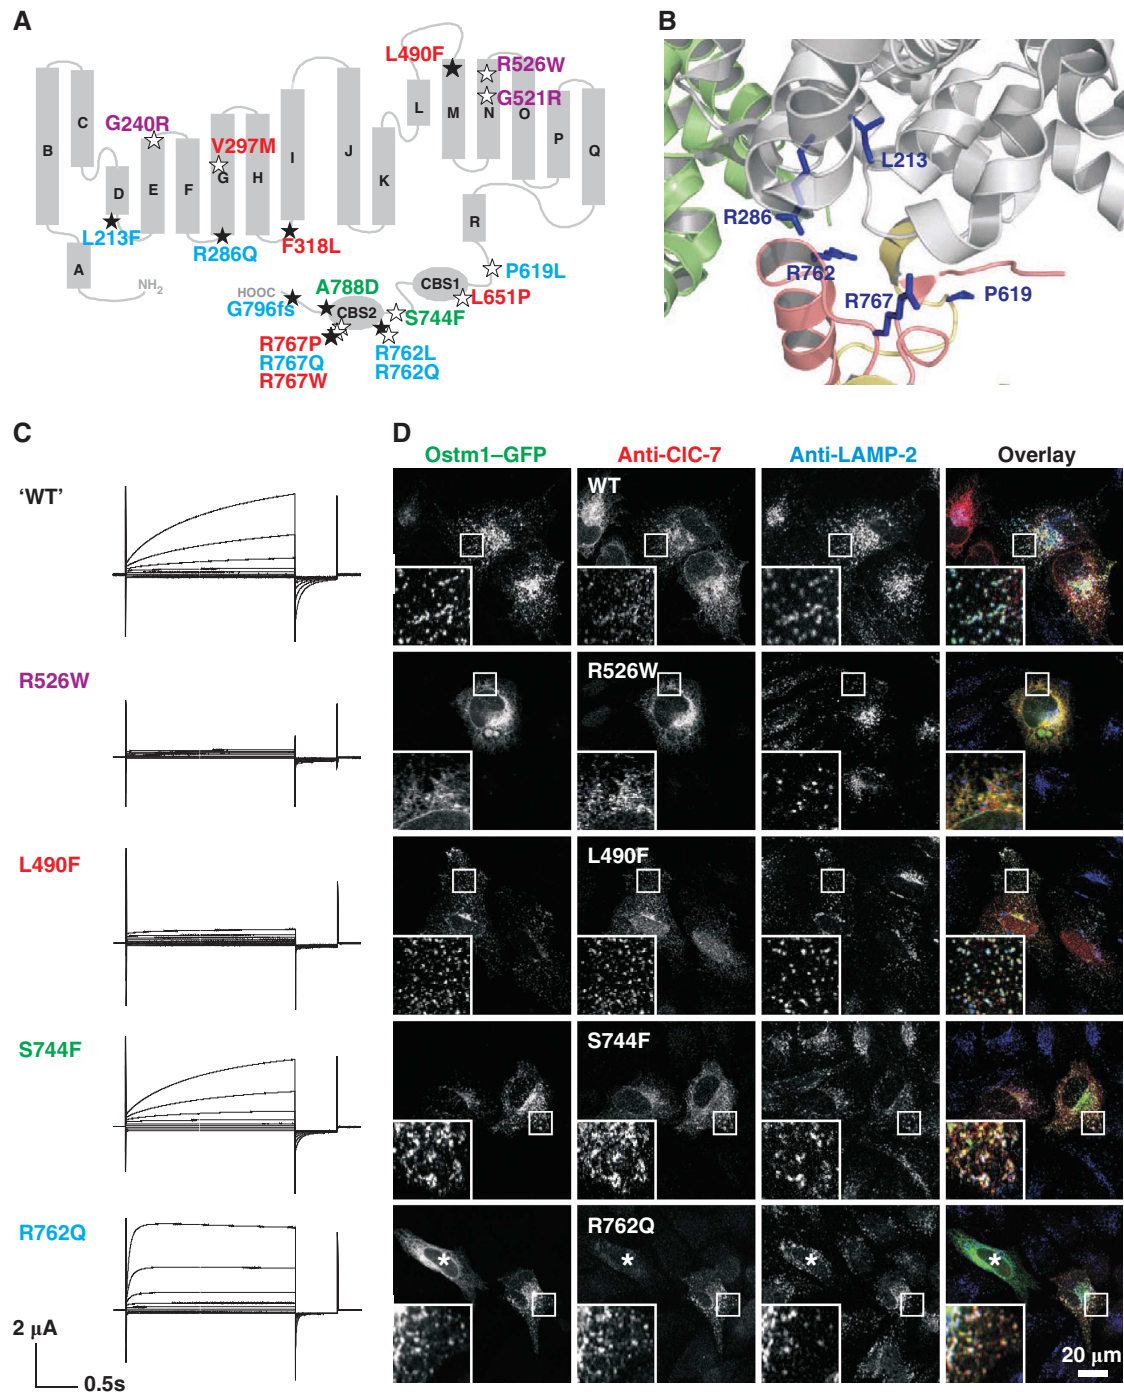 A
B
C
D
E
F
G
H
I
J
K
L
M
N
O
P
Q
R
A
L490F
R526W
G521R
G240R
V297M
L213F
R286Q
F318L
NH2
HOOC
G796fs
A788D
CBS1
CBS2
P619L
L651P
S744F
R767P
R767Q
R767W
R762L
R762Q
B
L213
R286
R762
R767
P619
C
'WT'
R526W
L490F
S744F
R762Q
2 µA
0.5s
D
Ostm1–GFP
Anti-ClC-7
Anti-LAMP-2
Overlay
WT
R526W
L490F
S744F
R762Q
*
*
*
*
20 µm